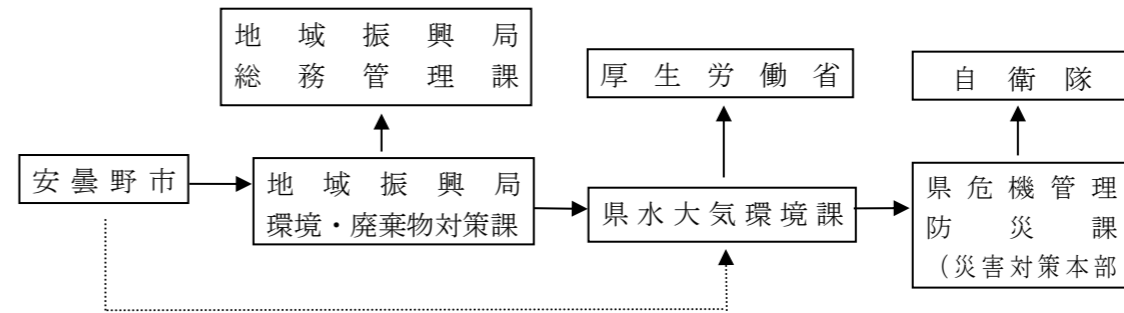 地域振興局
総務管理課
厚生労働省
自衛隊
安曇野市
地域振興局
環境・廃棄物対策課
県水大気環境課
県危機管理
防災課
(災害対策本部